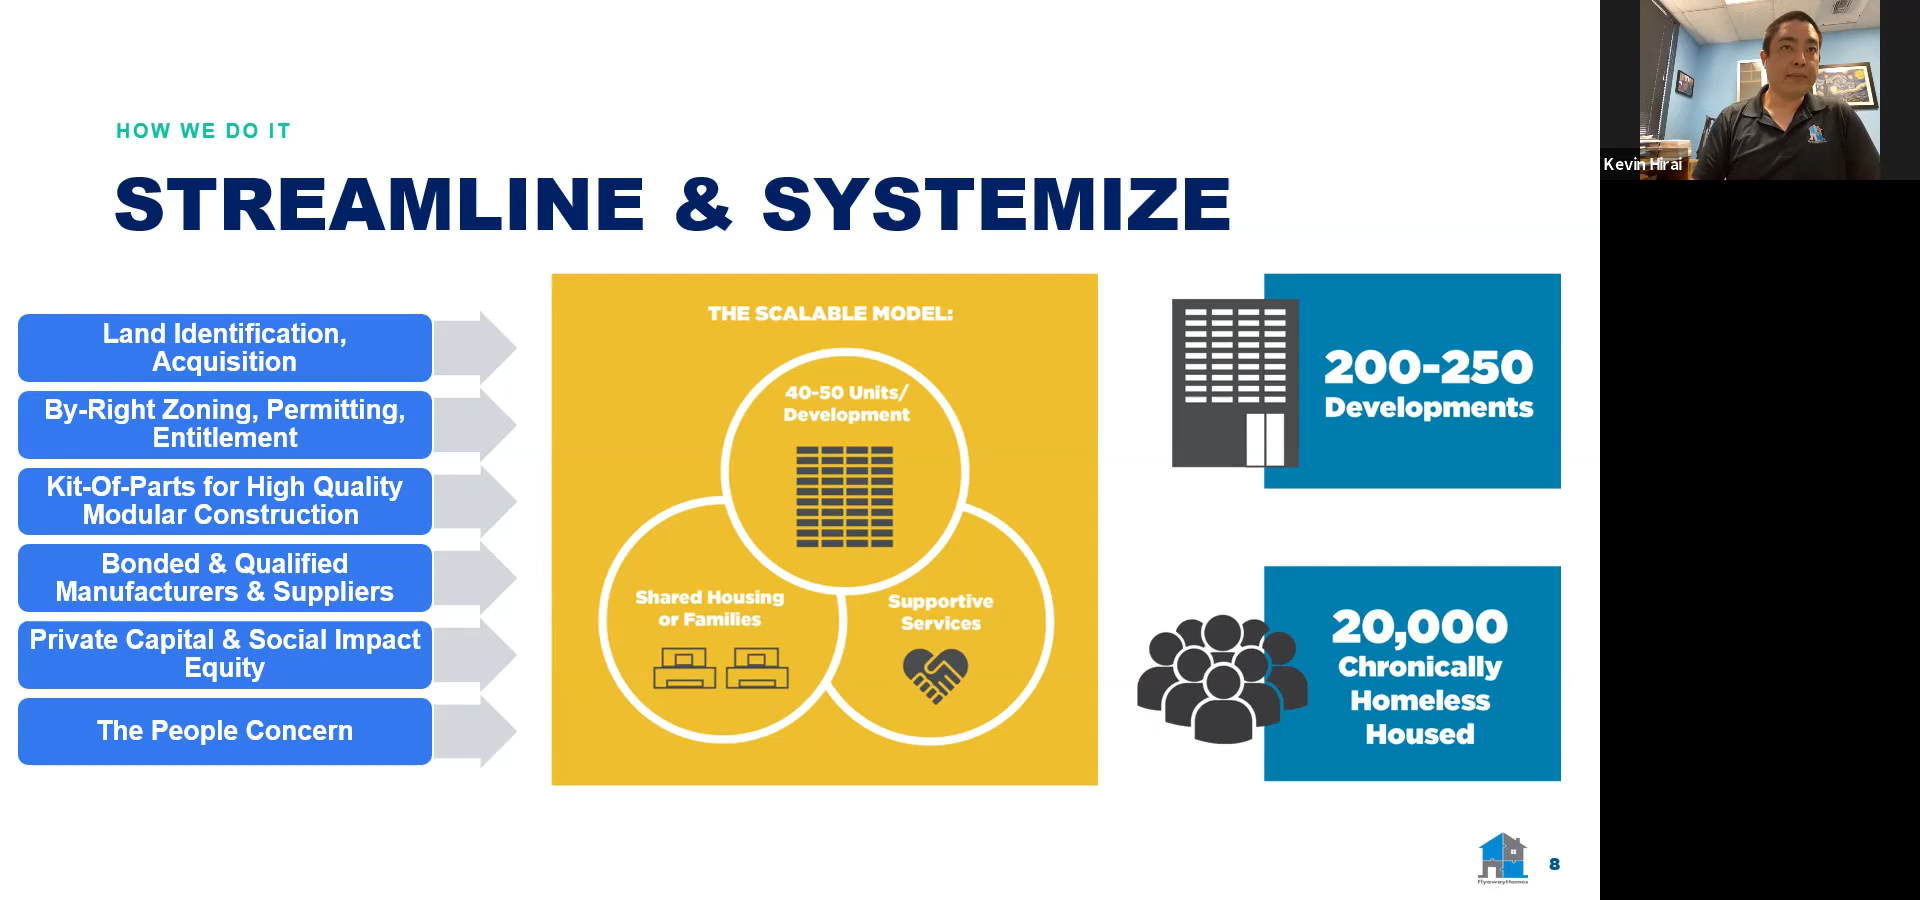 HOW WE DO IT
STREAMLINE & SYSTEMIZE
Land Identification,
Acquisition
By-Right Zoning, Permitting,
Entitlement
Kit-Of-Parts for High Quality
Modular Construction
Bonded & Qualified
Manufacturers & Suppliers
Private Capital & Social Impact
Equity
The People Concern
THE SCALABLE MODEL:
40-50 Units/
Development
Shared Housing
or Families
Supportive
Services
200-250
Developments
20,000
Chronically
Homeless
Housed
FlyawayHomes
8
Kevin Hirai